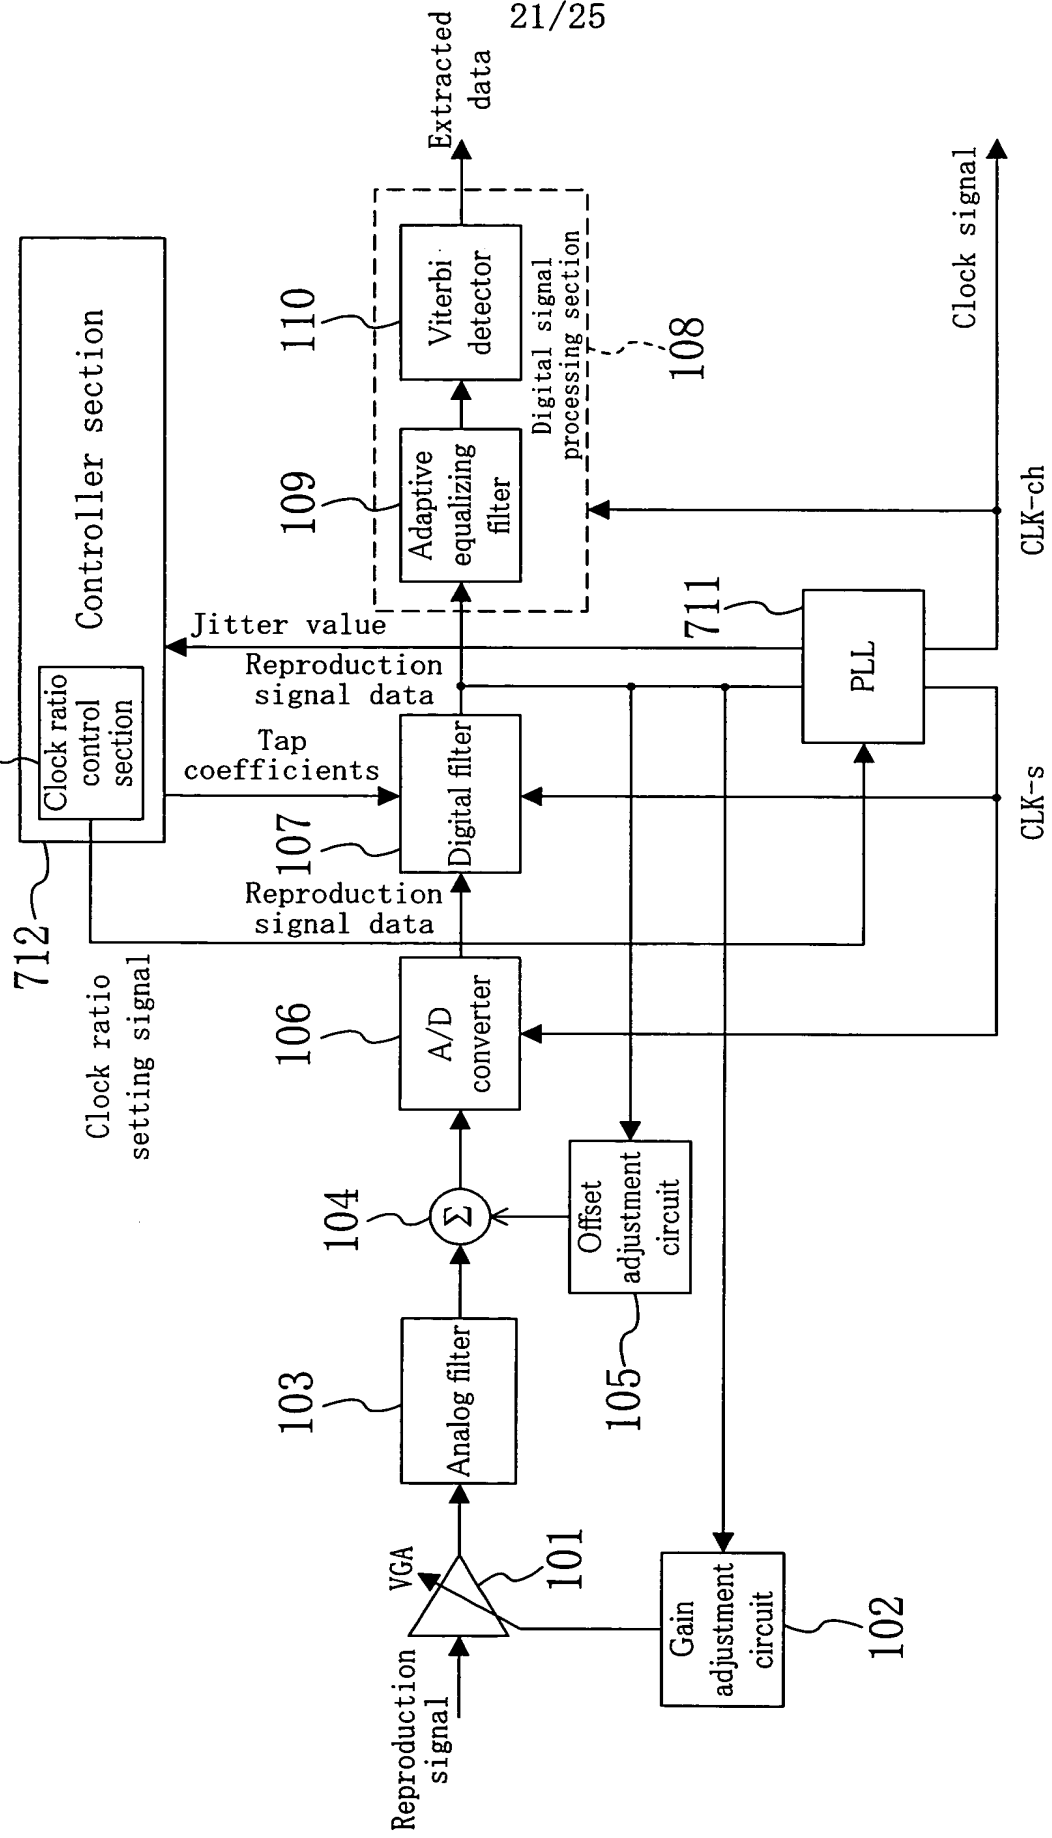 21/25
712
Controller section
Clock ratio
control
section
Clock ratio
setting signal
Reproduction
signal data
Tap
coefficients
Reproduction
signal data
Jitter value
Reproduction
signal
VGA
101
103
Analog filter
104
Σ
106
A/D
converter
107
Digital filter
109
Adaptive
equalizing
filter
110
Viterbi
detector
Extracted
data
Digital signal
processing section
108
Gain
adjustment
circuit
102
Offset
adjustment
circuit
105
711
PLL
CLK-s
CLK-ch
Clock signal